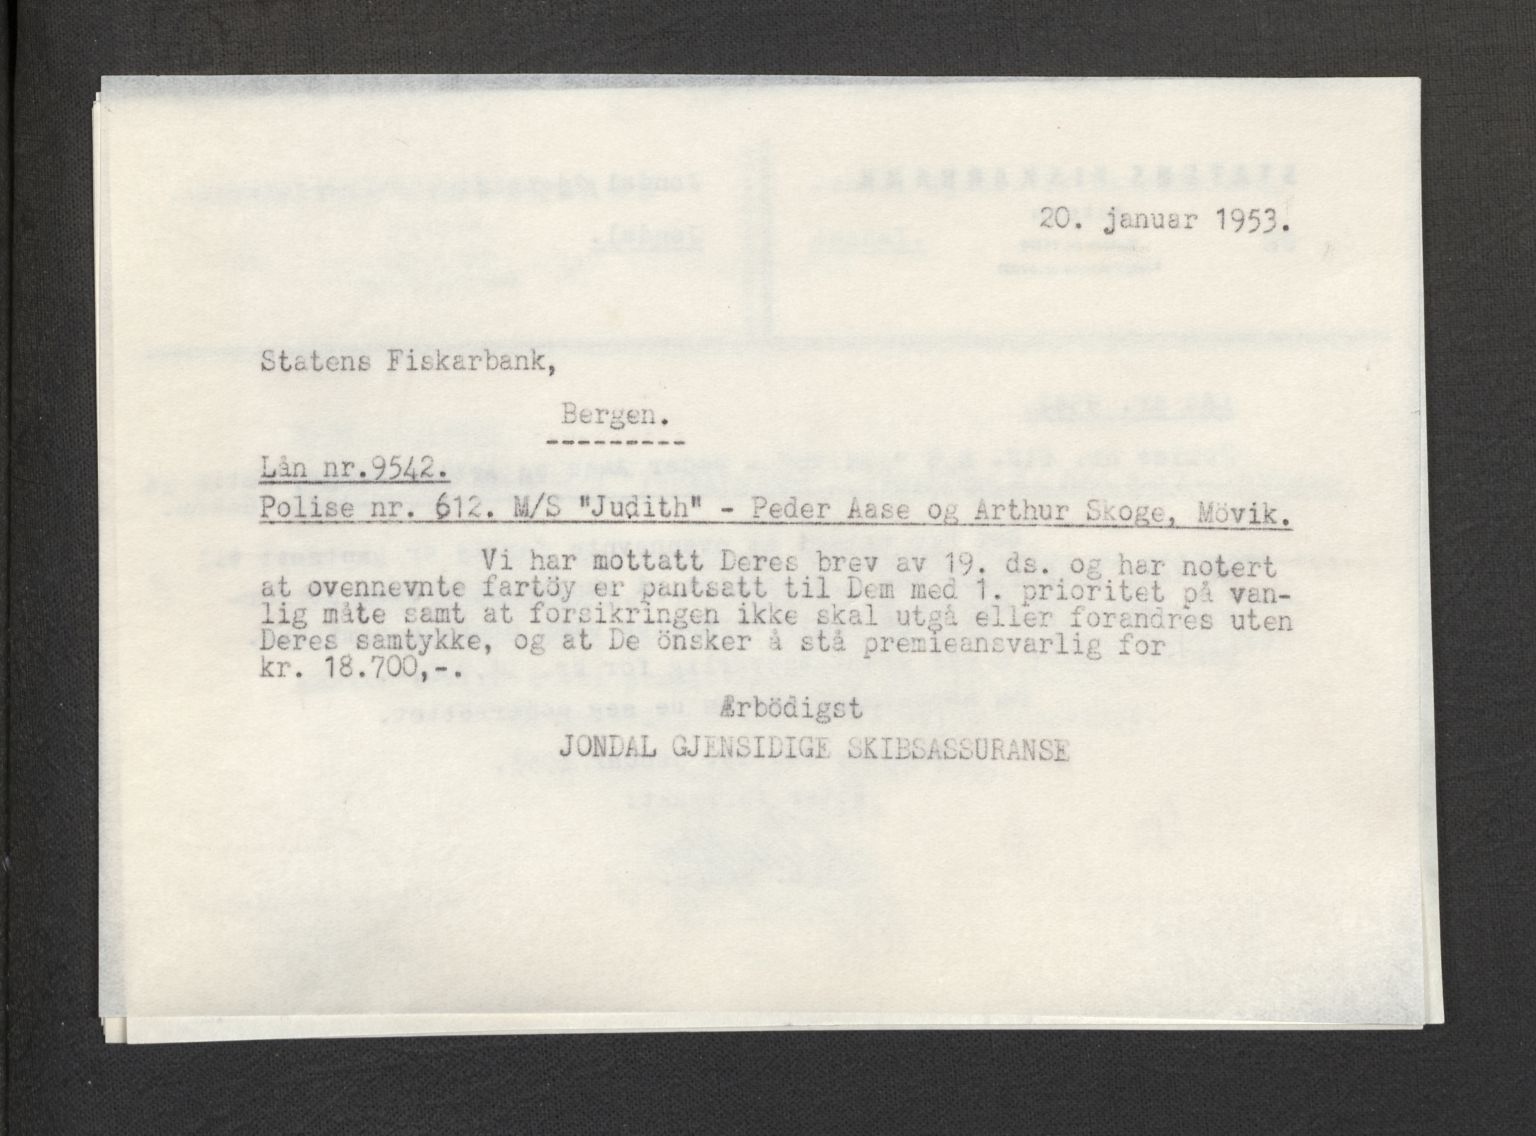 20. januar 1953.
Statens Fiskarbank,
Bergen.
---------
Lån nr.9542.
Polise nr. 612. M/S "Judith" - Peder Aase og Arthur Skoge, Mövik.
Vi har mottatt Deres brev av 19. ds. og har notert
at ovennevnte fartöy er pantsatt til Dem med 1. prioritet på van-
lig måte samt at forsikringen ikke skal utgå eller forandres uten
Deres samtykke, og at De önsker å stå premieansvarlig for
kr. 18.700,-.
Ærbödigst
JONDAL GJENSIDIGE SKIBSASSURANSE